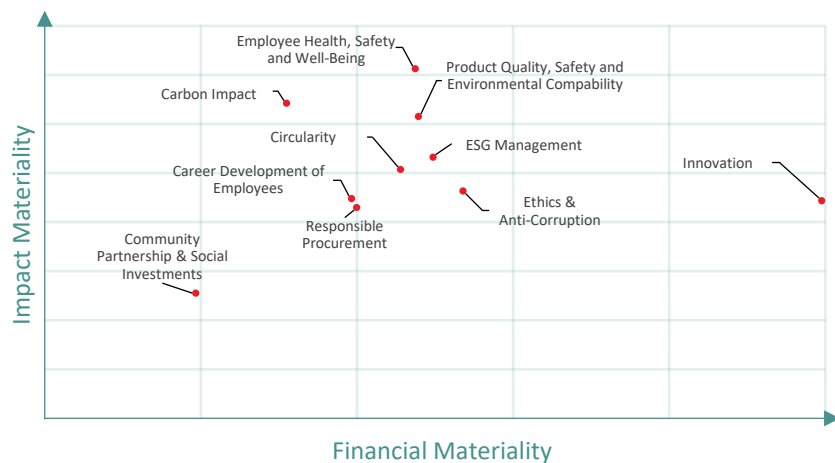 Employee Health, Safety
and Well-Being
Product Quality, Safety and
Environmental Compability
Carbon Impact
Circularity
ESG Management
Innovation
Career Development of
Employees
Ethics &
Anti-Corruption
Responsible
Procurement
Community
Partnership & Social
Investments
Impact Materiality
Financial Materiality